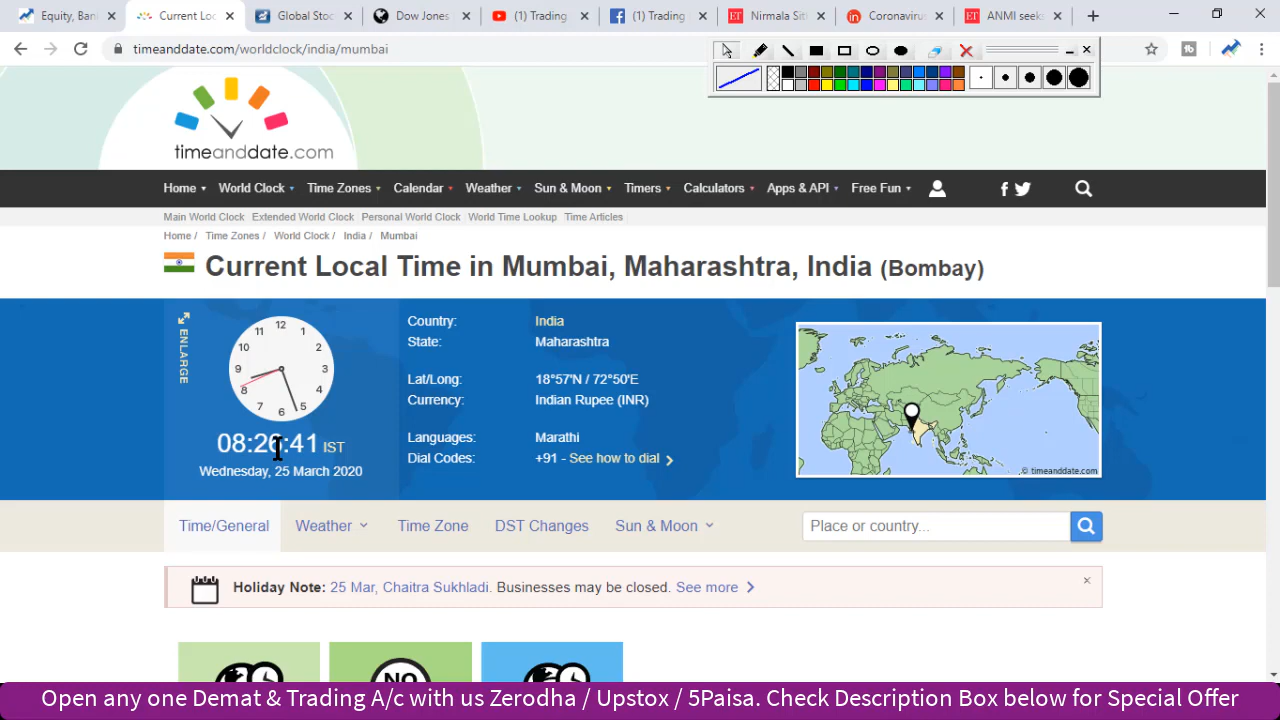 Equity, Ban
Current Loc
Global Stoc
Dow Jones
(1) Trading
(1) Trading
Nirmala Sit
Coronavirus
ANMI seeks
timeanddate.com/worldclock/india/mumbai
timeanddate.com
Home World Clock Time Zones Calendar Weather Sun & Moon Timers Calculators Apps & API Free Fun
Main World Clock Extended World Clock Personal World Clock World Time Lookup Time Articles
Home / Time Zones / World Clock / India / Mumbai
Current Local Time in Mumbai, Maharashtra, India (Bombay)
ENLARGE
12 1 2 3 4 5 6 7 8 9 10 11
08:26:41 IST
Wednesday, 25 March 2020
Country: India
State: Maharashtra
Lat/Long: 18°57'N / 72°50'E
Currency: Indian Rupee (INR)
Languages: Marathi
Dial Codes: +91 - See how to dial
© timeanddate.com
Time/General Weather Time Zone DST Changes Sun & Moon
Place or country...
Holiday Note: 25 Mar, Chaitra Sukhladi. Businesses may be closed. See more
NO
Open any one Demat & Trading A/c with us Zerodha / Upstox / 5Paisa. Check Description Box below for Special Offer